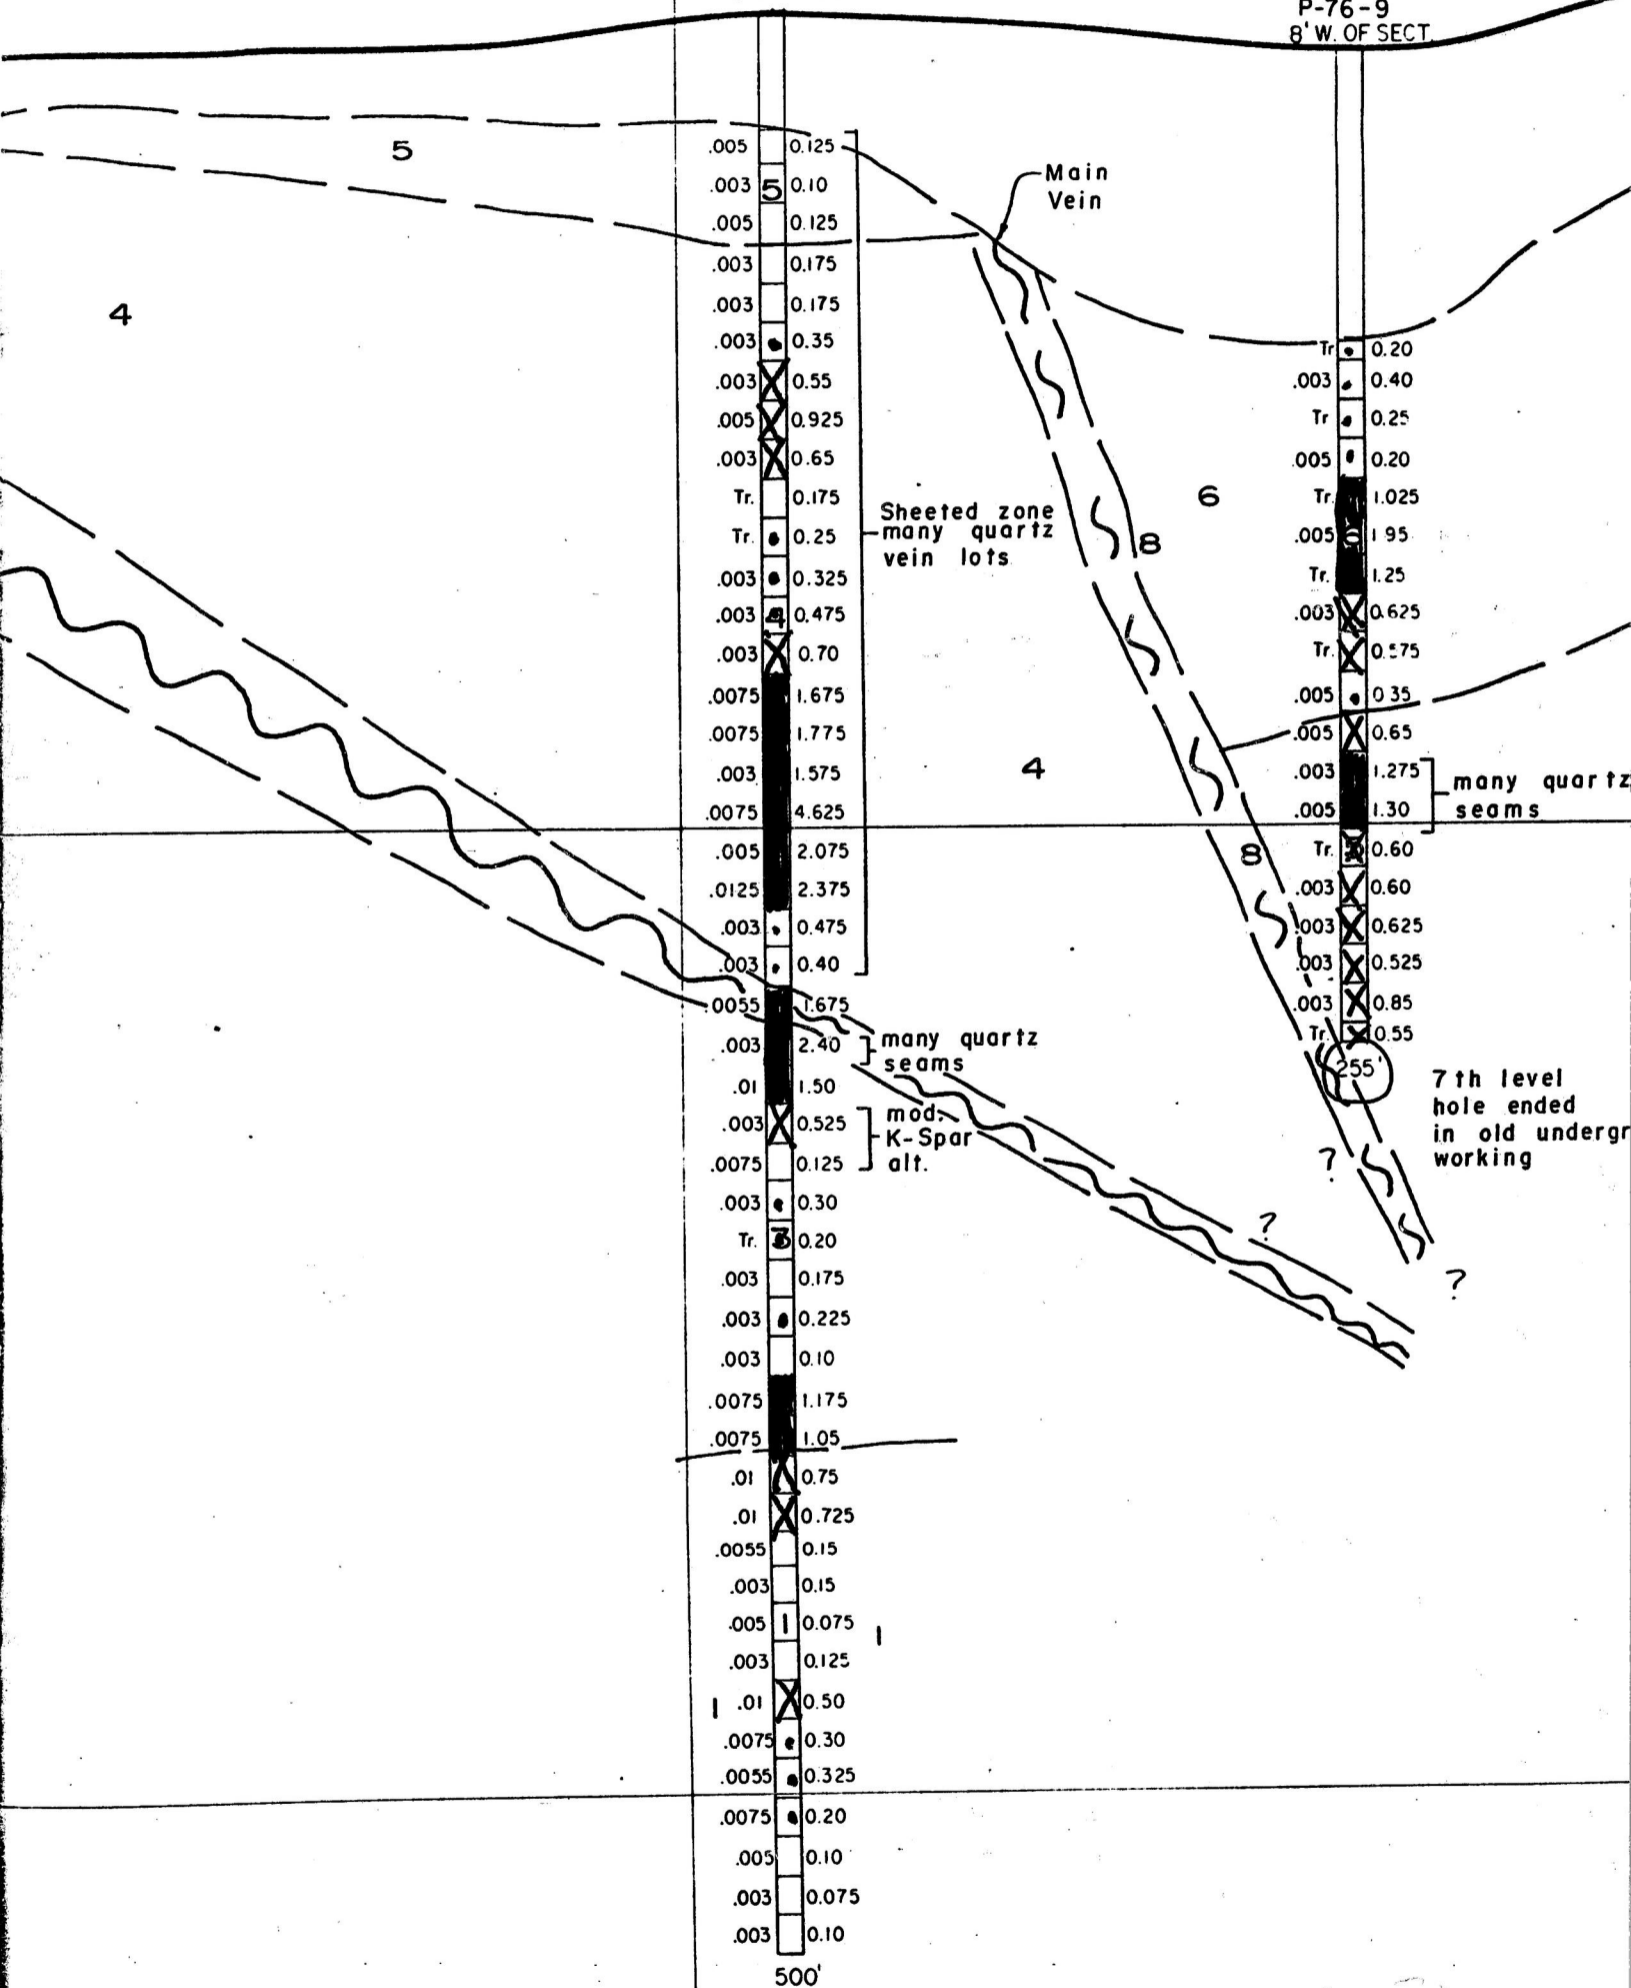 P-76-9
8' W. OF SECT.
5
4
.005 0.125
.003 5 0.10
.005 0.125
.003 0.175
.003 0.175
.003 0.35
.003 0.55
.005 0.925
.003 0.65
Tr. 0.175
Tr. 0.25
.003 0.325
.003 4 0.475
.003 0.70
.0075 1.675
.0075 1.775
.003 1.575
.0075 4.625
.005 2.075
.0125 2.375
.003 0.475
.003 0.40
.0055 1.675
.003 2.40
.01 1.50
.003 0.525
.0075 0.125
.003 0.30
Tr. 3 0.20
.003 0.175
.003 0.225
.003 0.10
.0075 1.175
.0075 1.05
.01 0.75
.01 0.725
.0055 0.15
.003 0.15
.005 1 0.075
.003 0.125
.01 0.50
.0075 0.30
.0055 0.325
.0075 0.20
.005 0.10
.003 0.075
.003 0.10
500'
1
1
Sheeted zone
many quartz
vein lots
many quartz
seams
mod.
K-Spar
alt.
Main
Vein
8
6
4
8
?
?
?
Tr 0.20
.003 0.40
Tr 0.25
.005 0.20
Tr. 1.025
.005 6 1.95
Tr. 1.25
.003 0.625
Tr. 0.575
.005 0.35
.005 0.65
.003 1.275
.005 1.30
Tr. 0.60
.003 0.60
.003 0.625
.003 0.525
.003 0.85
Tr. 0.55
255'
many quartz
seams
7th level
hole ended
in old undergr
working